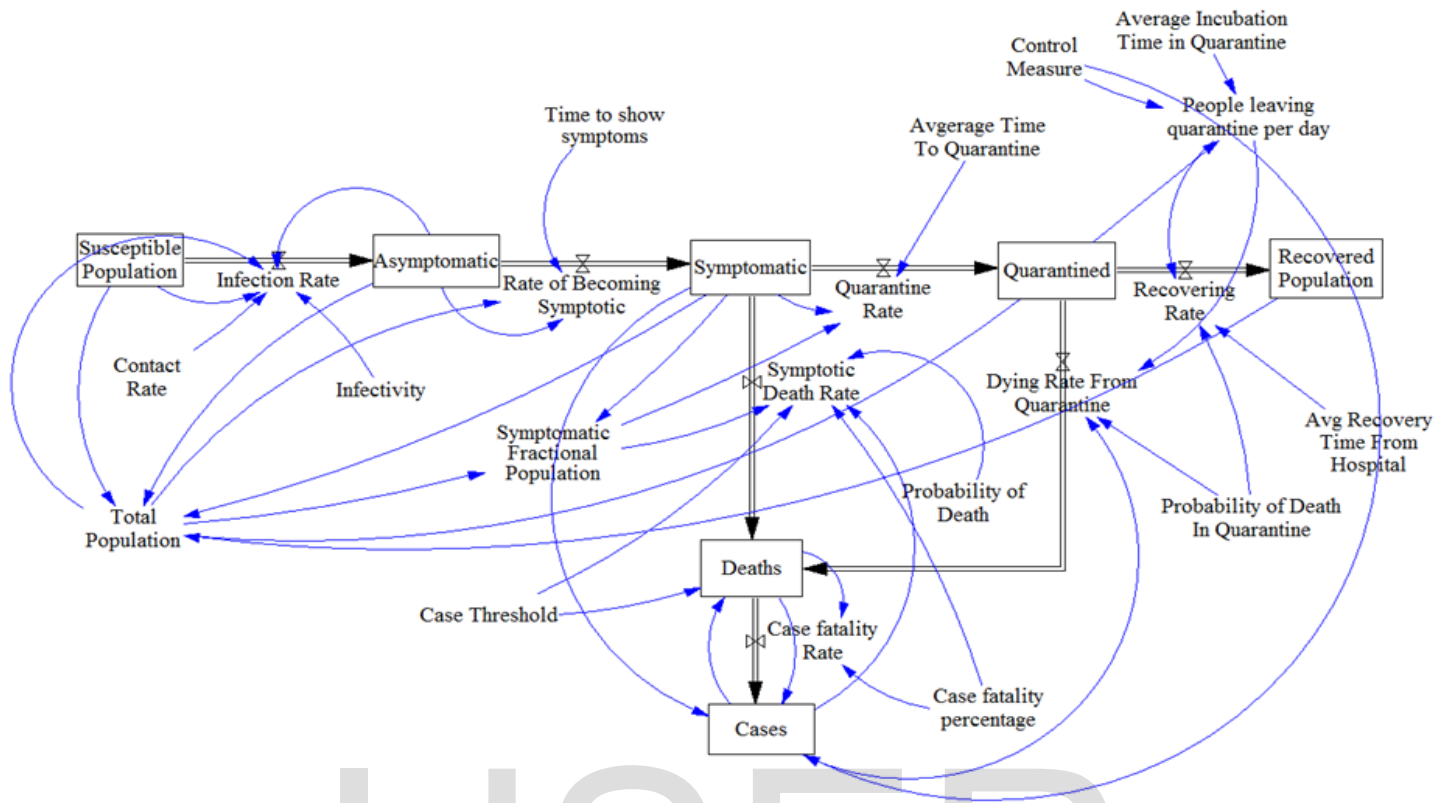 Average Incubation
Time in Quarantine
Control
Measure
People leaving
quarantine per day
Time to show
symptoms
Avgerage Time
To Quarantine
Susceptible
Population
Infection Rate
Asymptomatic
Rate of Becoming
Symptotic
Symptomatic
Quarantine
Rate
Quarantined
Recovering
Rate
Recovered
Population
Contact
Rate
Infectivity
Symptotic
Death Rate
Dying Rate From
Quarantine
Avg Recovery
Time From
Hospital
Symptomatic
Fractional
Population
Probability of
Death
Probability of Death
In Quarantine
Total
Population
Deaths
Case Threshold
Case fatality
Rate
Case fatality
percentage
Cases